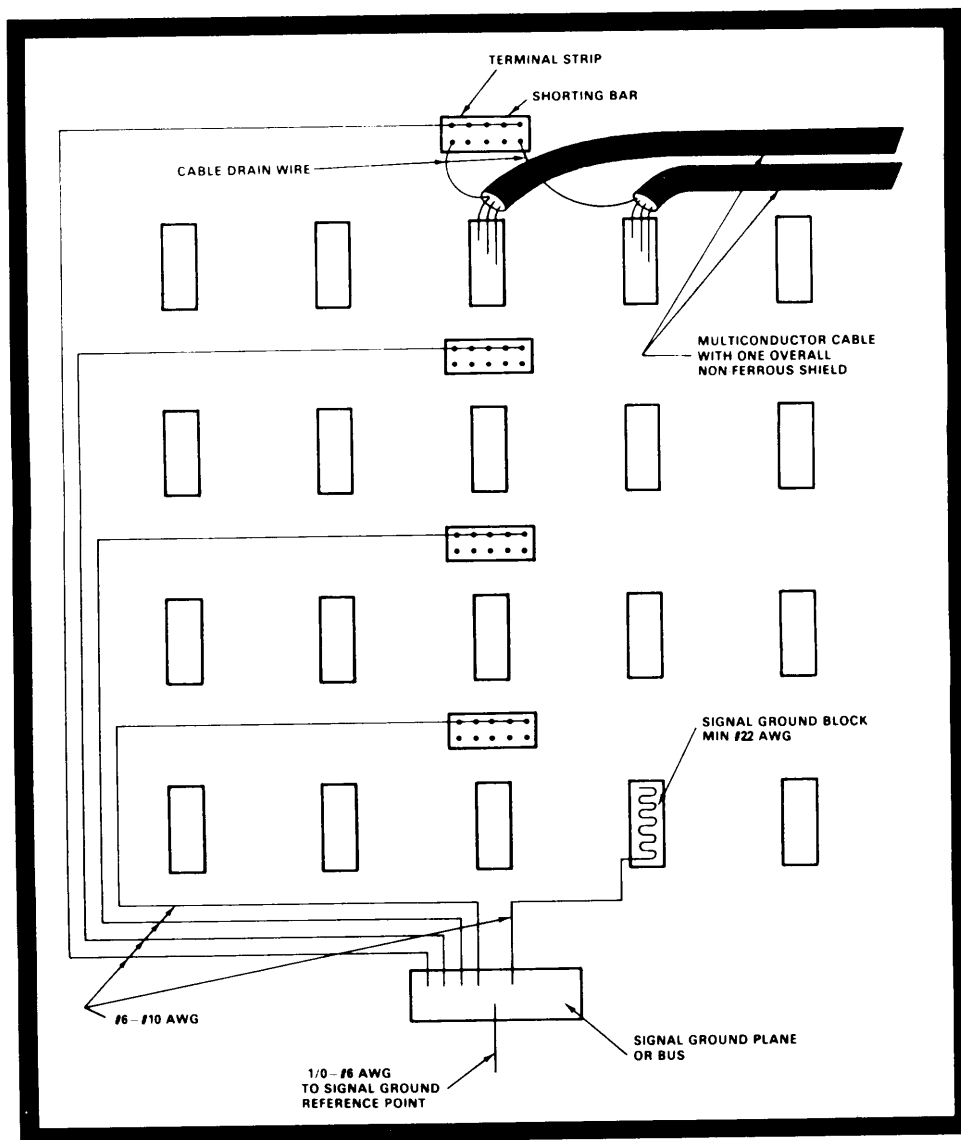 TERMINAL STRIP
SHORTING BAR
CABLE DRAIN WIRE
MULTICONDUCTOR CABLE
WITH ONE OVERALL
NON FERROUS SHIELD
SIGNAL GROUND BLOCK
MIN #22 AWG
#6–#10 AWG
SIGNAL GROUND PLANE
OR BUS
1/0–#6 AWG
TO SIGNAL GROUND
REFERENCE POINT